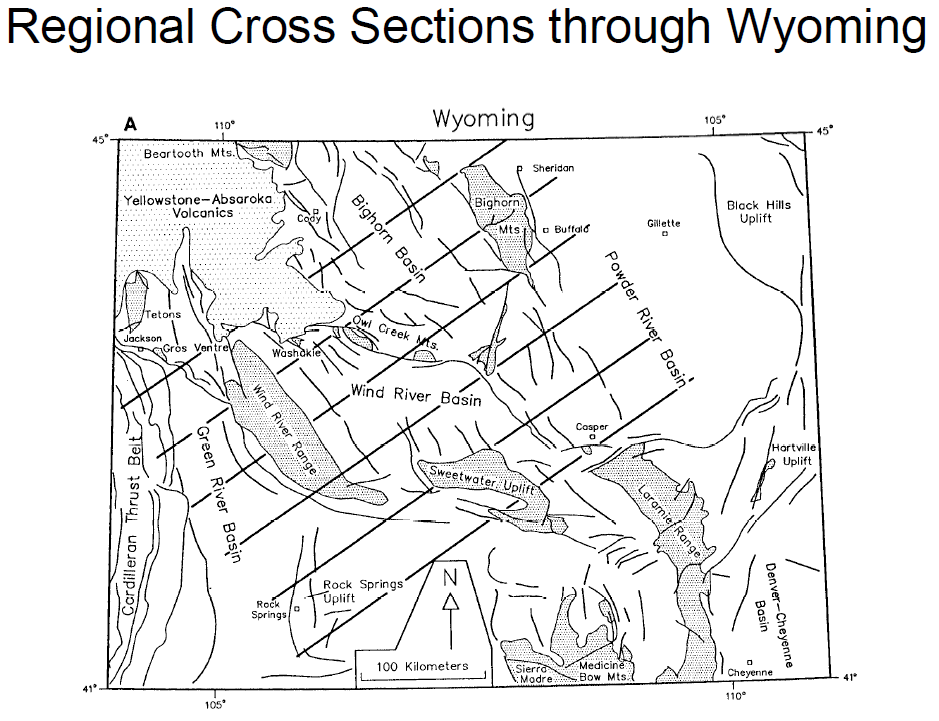 Regional Cross Sections through Wyoming
A
Wyoming
45°
110°
105°
45°
Beartooth Mts.
Sheridan
Yellowstone-Absaroka
Volcanics
Cody
Bighorn Basin
Bighorn
Mts
Buffalo
Gillette
Black Hills
Uplift
Powder River Basin
Tetons
Jackson
Gros Ventre
Washakie
Owl Creek Mts.
Wind River Range
Wind River Basin
Casper
Cordilleran Thrust Belt
Green River Basin
Sweetwater Uplift
Laramie Range
Hartville
Uplift
Rock
Springs
Rock Springs
Uplift
N
100 Kilometers
Sierra
Madre
Medicine
Bow Mts.
Denver-Cheyenne
Basin
Cheyenne
41°
105°
110°
41°